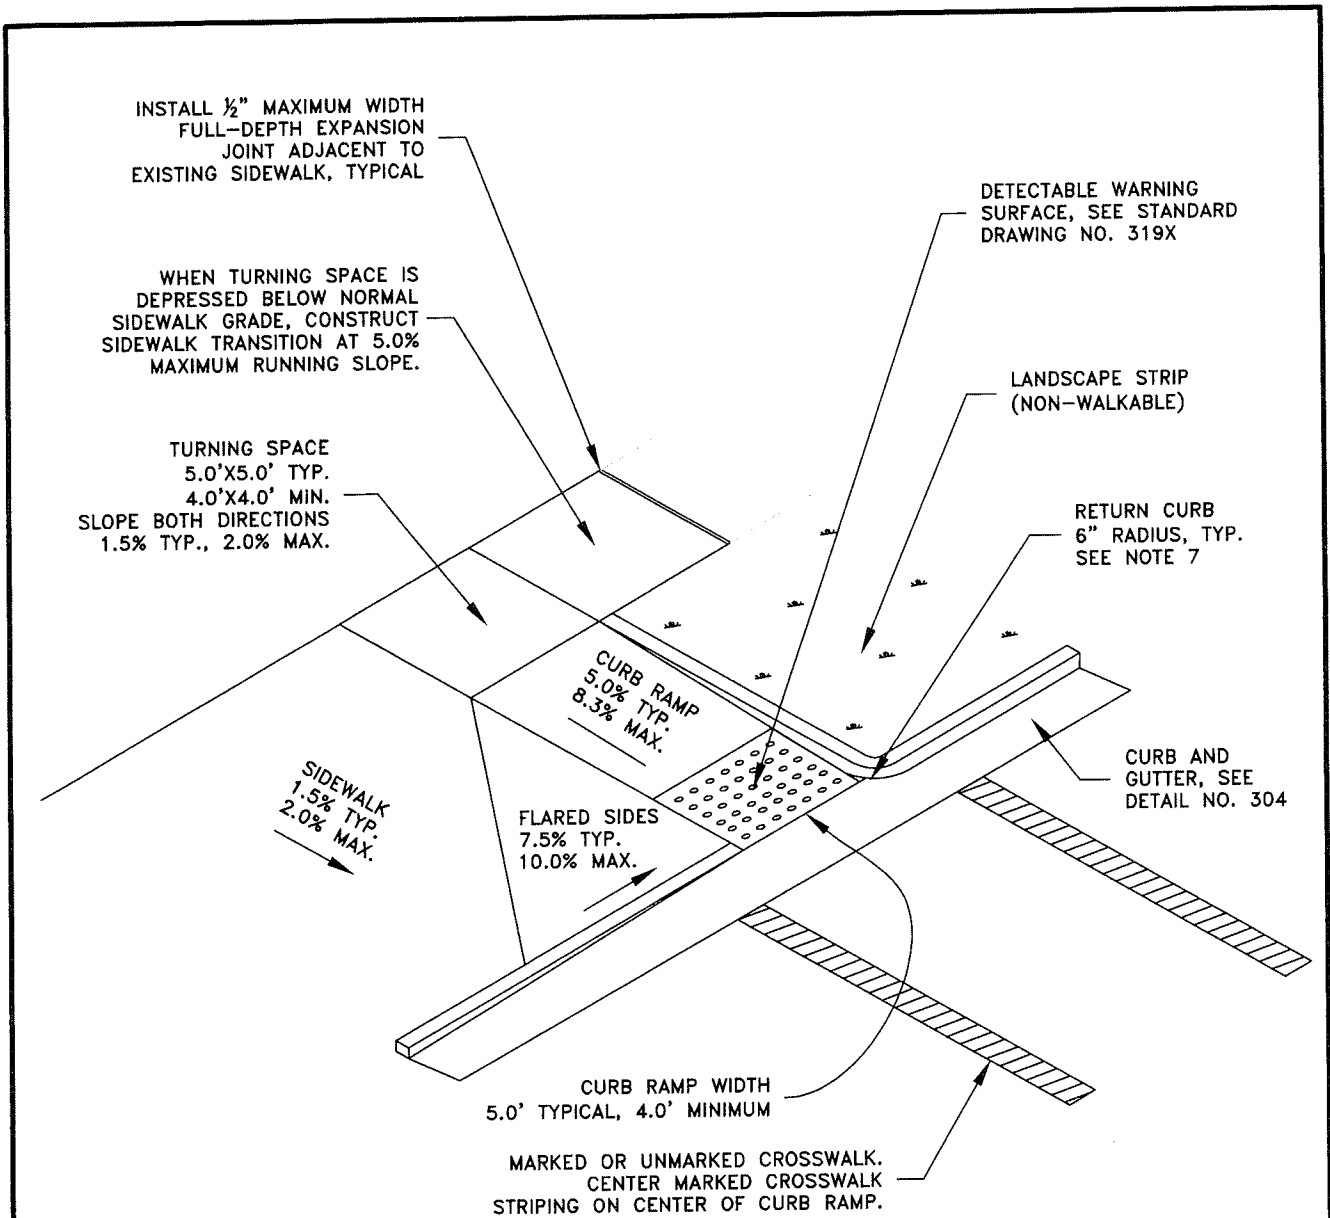 INSTALL ½" MAXIMUM WIDTH
FULL-DEPTH EXPANSION
JOINT ADJACENT TO
EXISTING SIDEWALK, TYPICAL
DETECTABLE WARNING
SURFACE, SEE STANDARD
DRAWING NO. 319X
WHEN TURNING SPACE IS
DEPRESSED BELOW NORMAL
SIDEWALK GRADE, CONSTRUCT
SIDEWALK TRANSITION AT 5.0%
MAXIMUM RUNNING SLOPE.
LANDSCAPE STRIP
(NON-WALKABLE)
TURNING SPACE
5.0'X5.0' TYP.
4.0'X4.0' MIN.
SLOPE BOTH DIRECTIONS
1.5% TYP., 2.0% MAX.
RETURN CURB
6" RADIUS, TYP.
SEE NOTE 7
CURB RAMP
5.0% TYP.
8.3% MAX.
SIDEWALK
1.5% TYP.
2.0% MAX.
FLARED SIDES
7.5% TYP.
10.0% MAX.
CURB AND
GUTTER, SEE
DETAIL NO. 304
CURB RAMP WIDTH
5.0' TYPICAL, 4.0' MINIMUM
MARKED OR UNMARKED CROSSWALK.
CENTER MARKED CROSSWALK
STRIPING ON CENTER OF CURB RAMP.